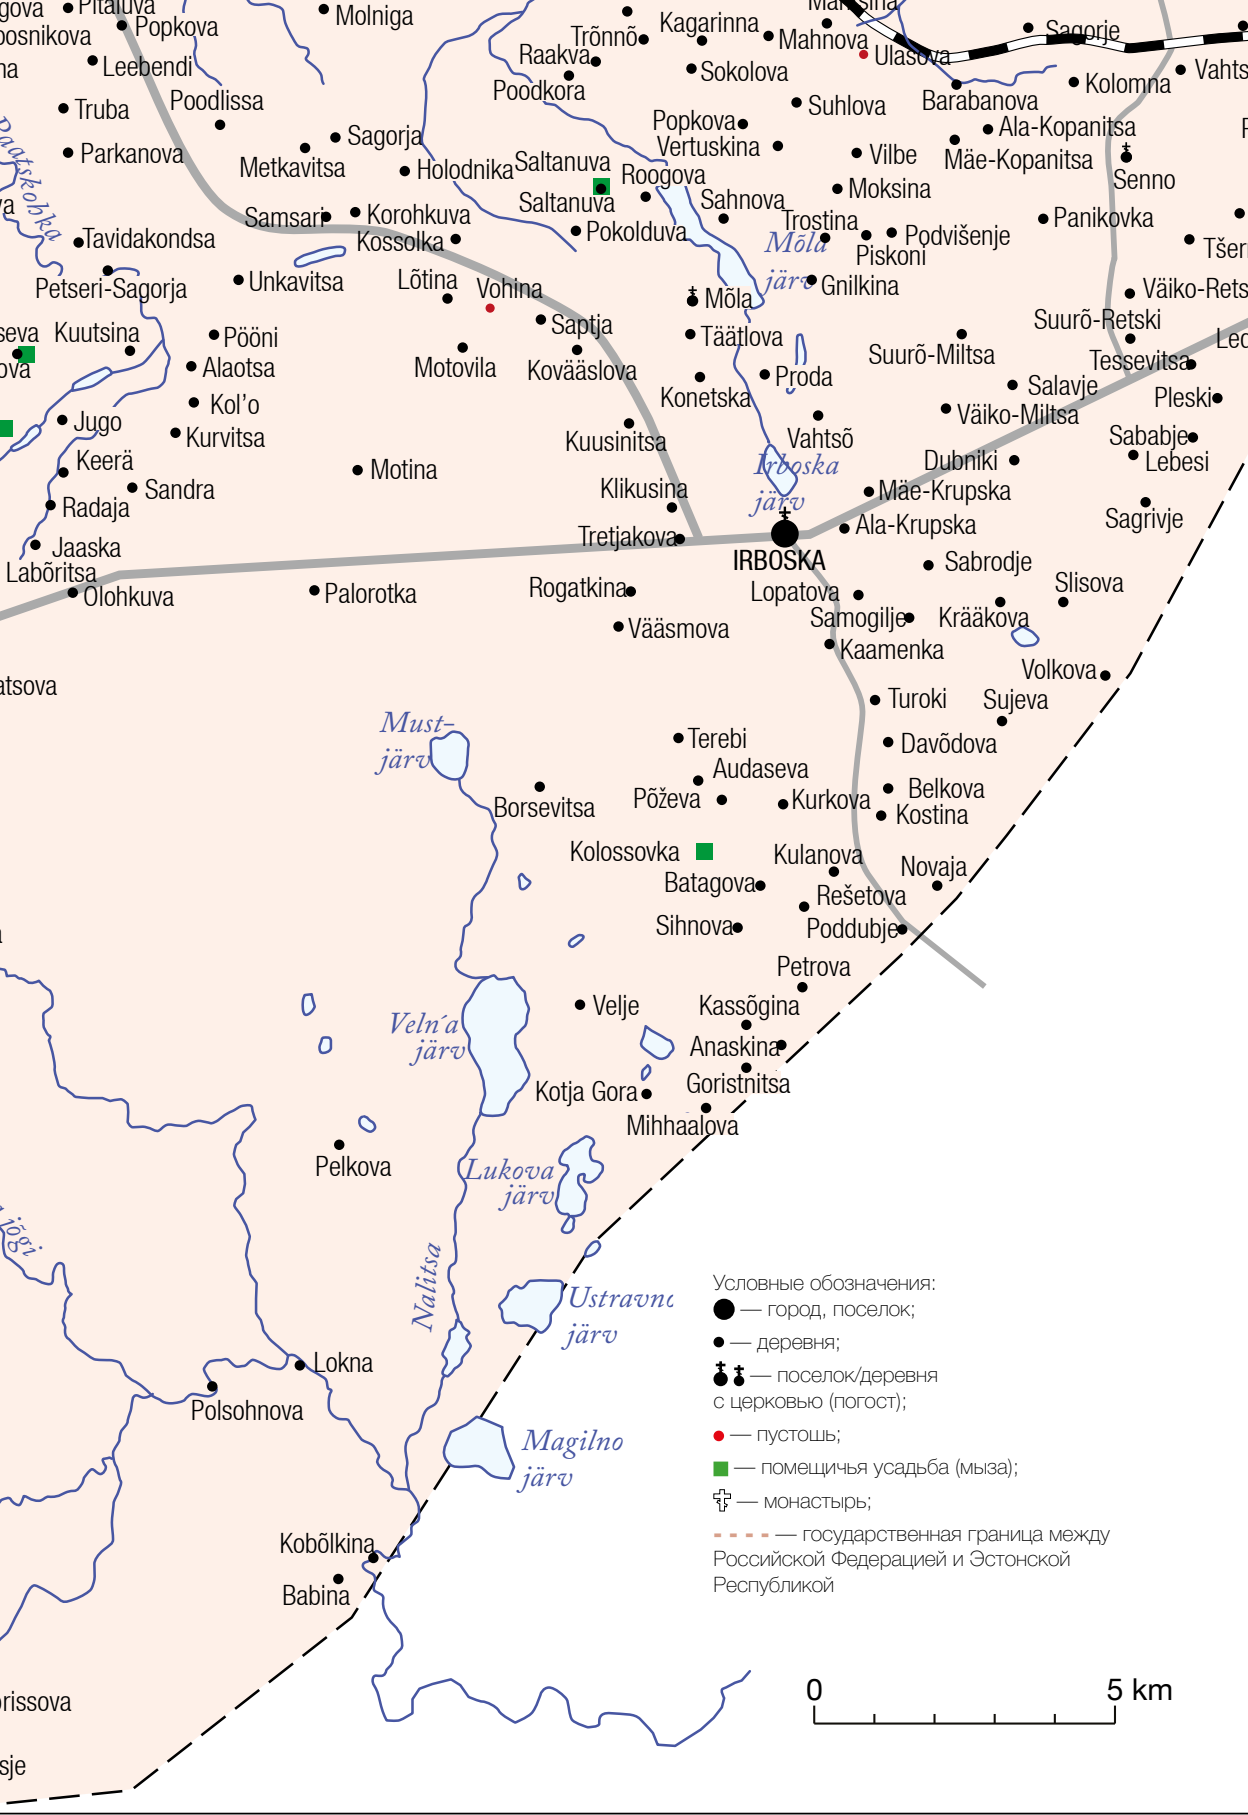 Pitaluva
Molniga
Popkova
Leebendi
Truba
Poodlissa
Parkanova
Sagorja
Metkavitsa
Holodnika
Trõnnõ
Kagarinna
Mahnova
Ulasova
Sagorje
Raakva
Sokolova
Poodkora
Suhlova
Barabanova
Kolomna
Popkova
Vertuskina
Vilbe
Ala-Kopanitsa
Mäe-Kopanitsa
Senno
Saltanuva
Roogova
Saltanuva
Sahnova
Moksina
Panikovka
Samsari
Korohkuva
Kossolka
Pokolduva
Trostina
Piskoni
Podvišenje
Tavidakondsa
Petseri-Sagorja
Unkavitsa
Lõtina
Vohina
Mõla
järv
Gnilkina
Mõla
Väiko-Rets
Suurõ-Retski
Kuutsina
Pööni
Saptja
Täätlova
Suurõ-Miltsa
Tessevitsa
Alaotsa
Motovila
Kovääslova
Proda
Salavje
Pleski
Konetska
Kol’o
Jugo
Väiko-Miltsa
Kurvitsa
Kuusinitsa
Vahtsõ
Sababje
Lebesi
Keerä
Motina
Irboska
järv
Dubniki
Sandra
Klikusina
Mäe-Krupska
Radaja
Sagrivje
Jaaska
Tretjakova
Ala-Krupska
IRBOSKA
Labõritsa
Olohkuva
Palorotka
Rogatkina
Lopatova
Sabrodje
Slisova
Samogilje
Krääkova
Vääsmova
Kaamenka
Volkova
Turoki
Sujeva
Must-
järv
Terebi
Davõdova
Audaseva
Põževa
Kurkova
Belkova
Kostina
Borsevitsa
Kolossovka
Kulanova
Novaja
Batagova
Rešetova
Sihnova
Poddubje
Petrova
Veln´a
järv
Velje
Kassõgina
Anaskina
Goristnitsa
Kotja Gora
Mihhaalova
Pelkova
Lukova
järv
jõgi
Nalitsa
Ustravno
järv
Lokna
Polsohnova
Magilno
järv
Kobõlkina
Babina
Условные обозначения:
— город, поселок;
— деревня;
— поселок/деревня
с церковью (погост);
— пустошь;
— помещичья усадьба (мыза);
— монастырь;
— государственная граница между
Российской Федерацией и Эстонской
Республикой
0 5 km